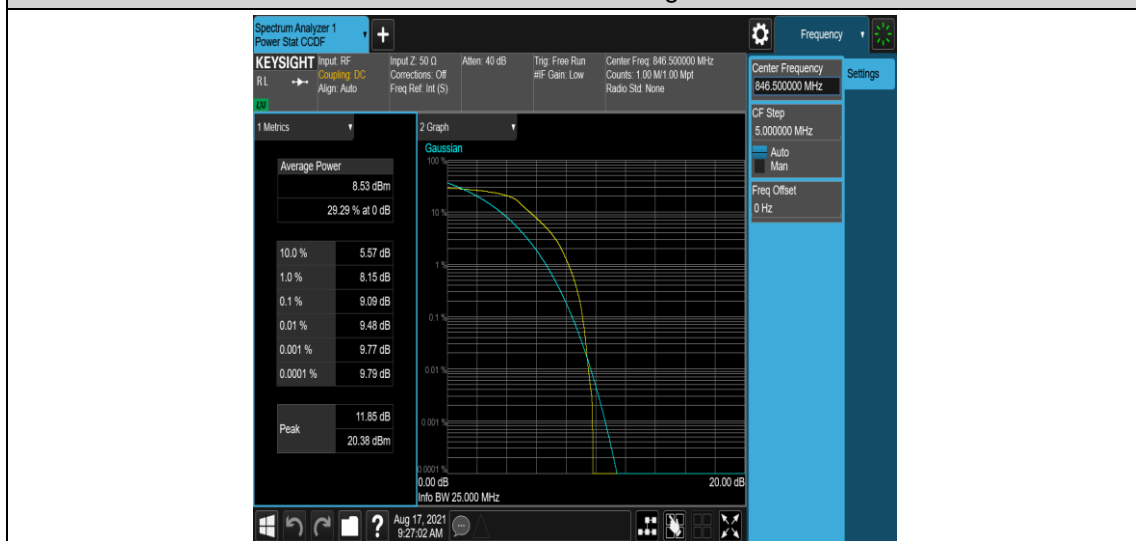 Spectrum Analyzer 1
Power Stat CCDF
+
Frequency
KEYSIGHT
RL
LXI
Input: RF
Coupling: DC
Align: Auto
Input Z: 50 Ω
Corrections: Off
Freq Ref: Int (S)
Atten: 40 dB
Trig: Free Run
#IF Gain: Low
Center Freq: 846.500000 MHz
Counts: 1.00 M/1.00 Mpt
Radio Std: None
Center Frequency
846.500000 MHz
Settings
CF Step
5.000000 MHz
Auto
Man
Freq Offset
0 Hz
1 Metrics
Average Power
8.53 dBm
29.29 % at 0 dB
10.0 % 5.57 dB
1.0 % 8.15 dB
0.1 % 9.09 dB
0.01 % 9.48 dB
0.001 % 9.77 dB
0.0001 % 9.79 dB
Peak
11.85 dB
20.38 dBm
2 Graph
Gaussian
100 %
10 %
1 %
0.1 %
0.01 %
0.001 %
0.0001 %
0.00 dB
20.00 dB
Info BW 25.000 MHz
?
Aug 17, 2021
9:27:02 AM